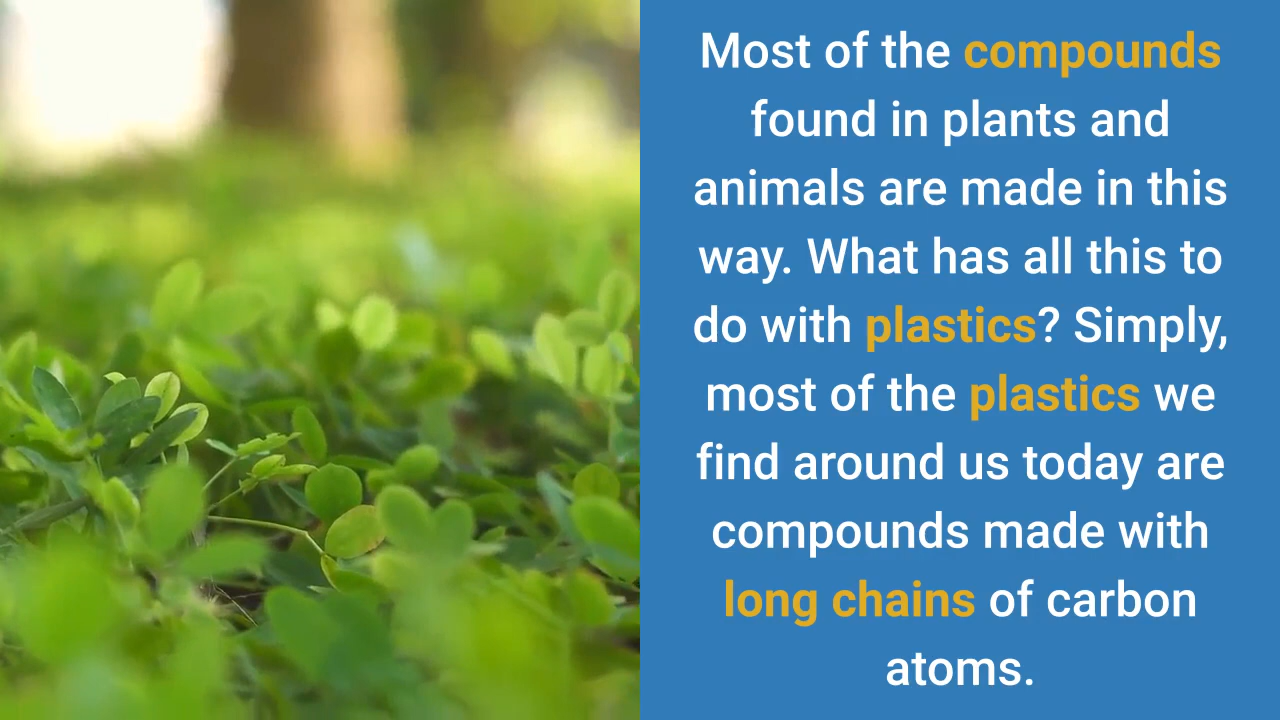 Most of the compounds
found in plants and
animals are made in this
way. What has all this to
do with plastics? Simply,
most of the plastics we
find around us today are
compounds made with
long chains of carbon
atoms.